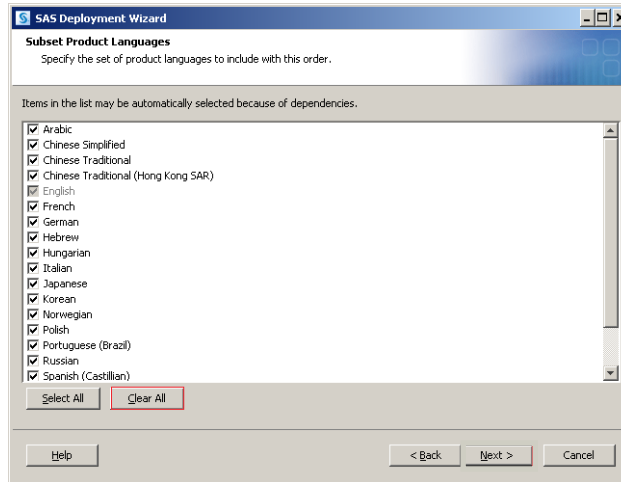 SAS Deployment Wizard
Subset Product Languages
Specify the set of product languages to include with this order.
Items in the list may be automatically selected because of dependencies.
Arabic
Chinese Simplified
Chinese Traditional
Chinese Traditional (Hong Kong SAR)
English
French
German
Hebrew
Hungarian
Italian
Japanese
Korean
Norwegian
Polish
Portuguese (Brazil)
Russian
Spanish (Castillian)
Select All Clear All
Help < Back Next > Cancel